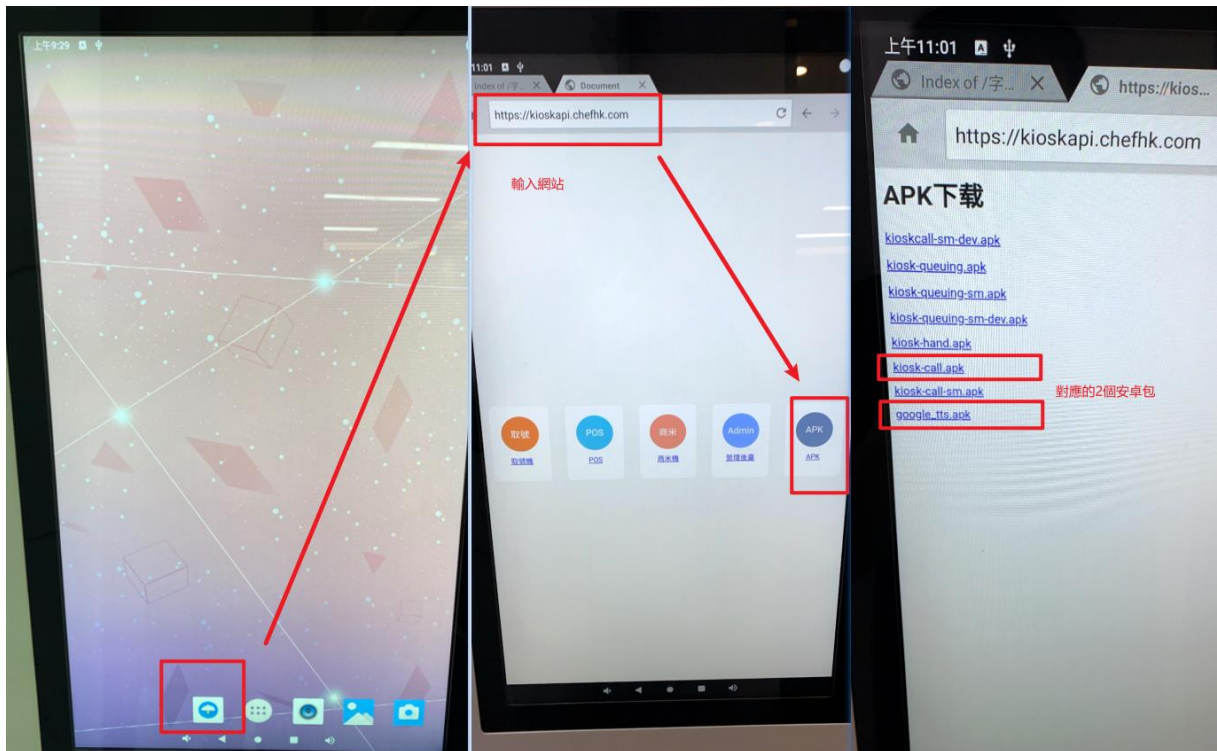 上午9:29
11:01
Index of /字... Document
https://kioskapi.chefhk.com
輸入網站
取號 POS 商米 Admin APK
取號機 POS 商米機 管理後臺 APK
上午11:01
Index of /字... https://kios...
https://kioskapi.chefhk.com
APK下载
kioskcall-sm-dev.apk
kiosk-queuing.apk
kiosk-queuing-sm.apk
kiosk-queuing-sm-dev.apk
kiosk-hand.apk
kiosk-call.apk
kiosk-call-sm.apk
對應的2個安卓包
google_tts.apk